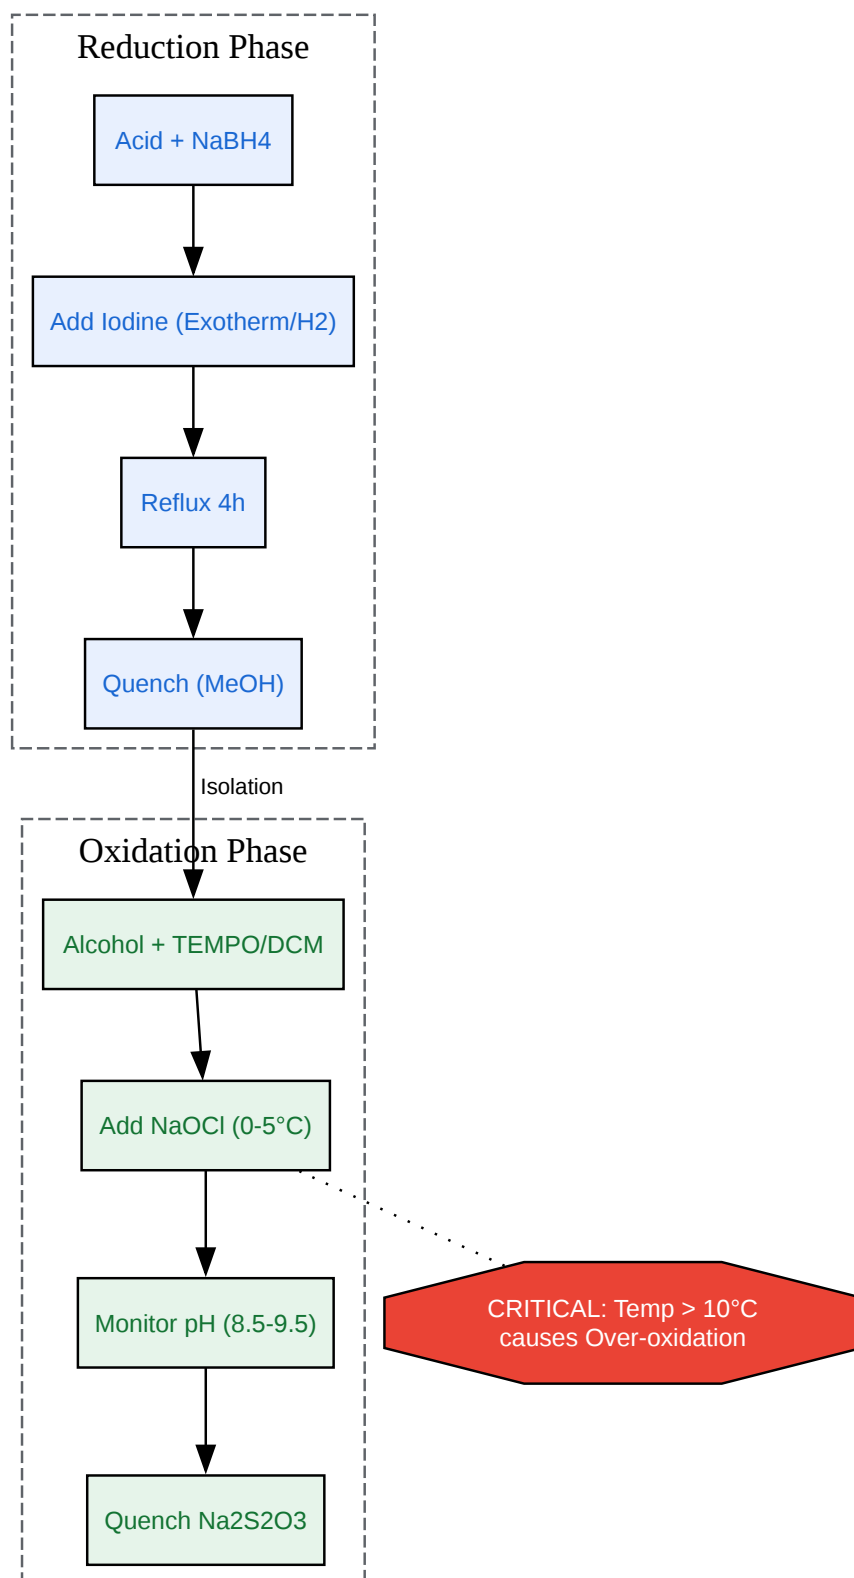 Reduction Phase
Acid + NaBH4
Add Iodine (Exotherm/H2)
Reflux 4h
Quench (MeOH)
Isolation
Oxidation Phase
Alcohol + TEMPO/DCM
Add NaOCl (0-5°C)
Monitor pH (8.5-9.5)
CRITICAL: Temp > 10°C
causes Over-oxidation
Quench Na2S2O3